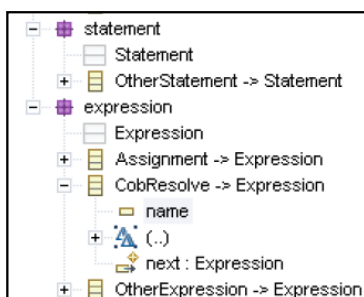 statement
Statement
OtherStatement -> Statement
expression
Expression
Assignment -> Expression
CobResolve -> Expression
name
(..)
next : Expression
OtherExpression -> Expression